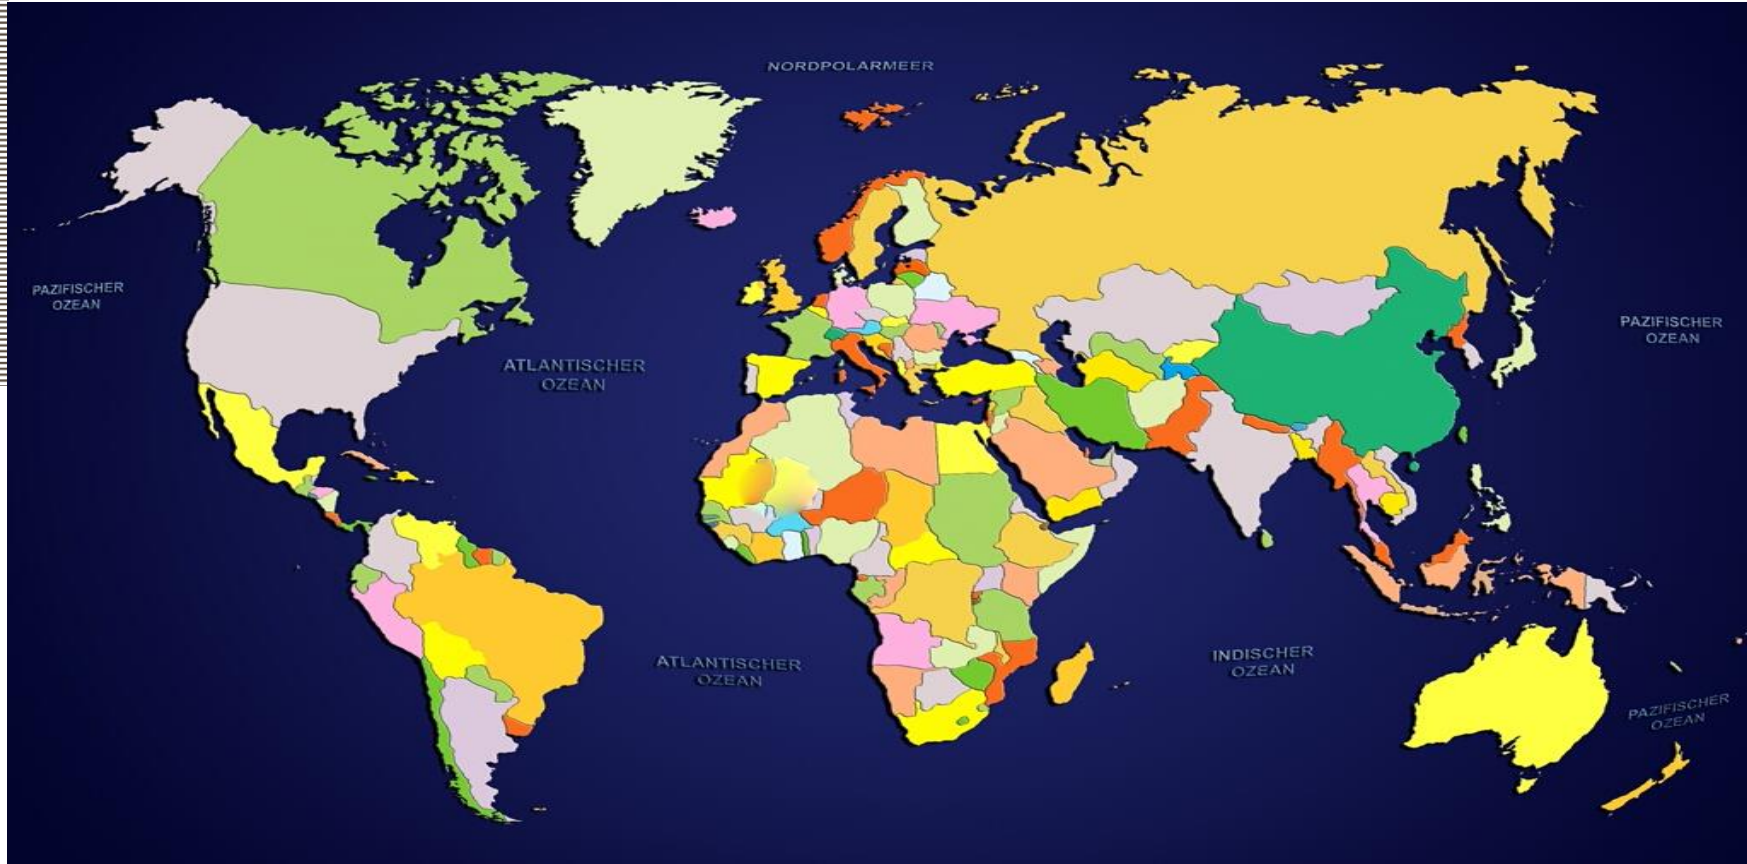 NORDPOLARMEER
PAZIFISCHER
OZEAN
ATLANTISCHER
OZEAN
PAZIFISCHER
OZEAN
ATLANTISCHER
OZEAN
INDISCHER
OZEAN
PAZIFISCHER
OZEAN